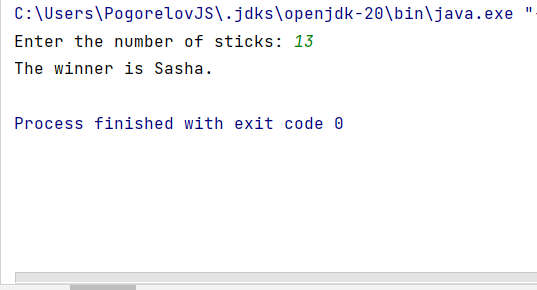 C:\Users\PogorelovJS\.jdks\openjdk-20\bin\java.exe "-
Enter the number of sticks: 13
The winner is Sasha.
Process finished with exit code 0